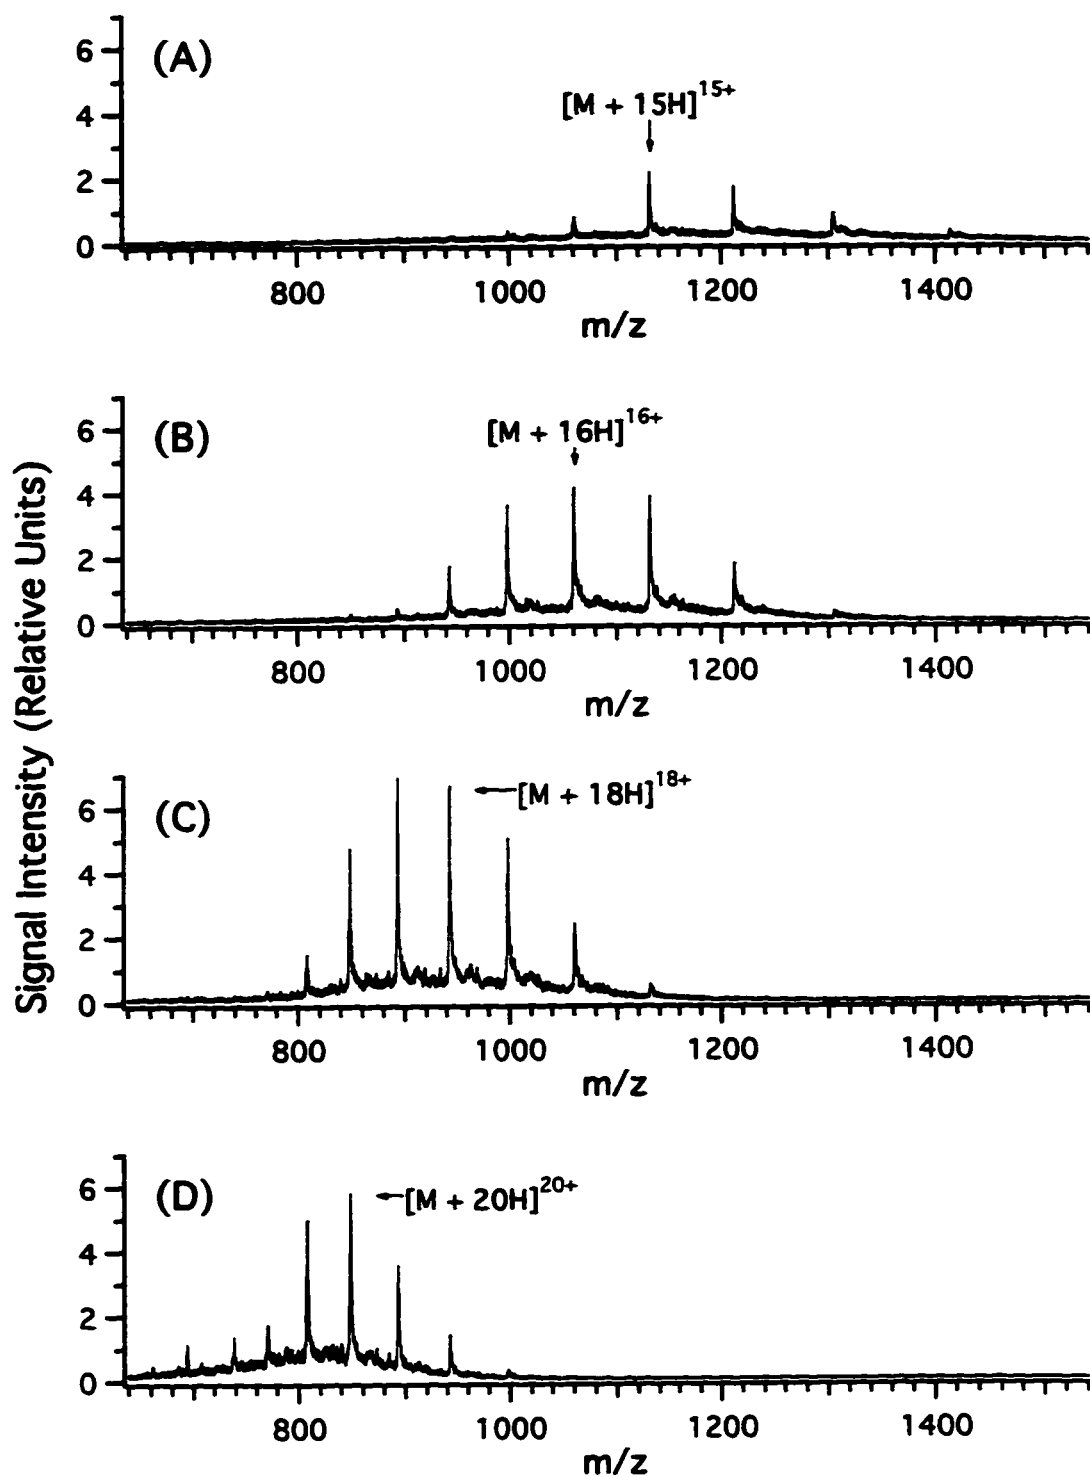 Signal Intensity (Relative Units)
(A)
[M + 15H]15+
6
4
2
0
800 1000 1200 1400
m/z
(B)
[M + 16H]16+
6
4
2
0
800 1000 1200 1400
m/z
(C)
[M + 18H]18+
6
4
2
0
800 1000 1200 1400
m/z
(D)
[M + 20H]20+
6
4
2
0
800 1000 1200 1400
m/z